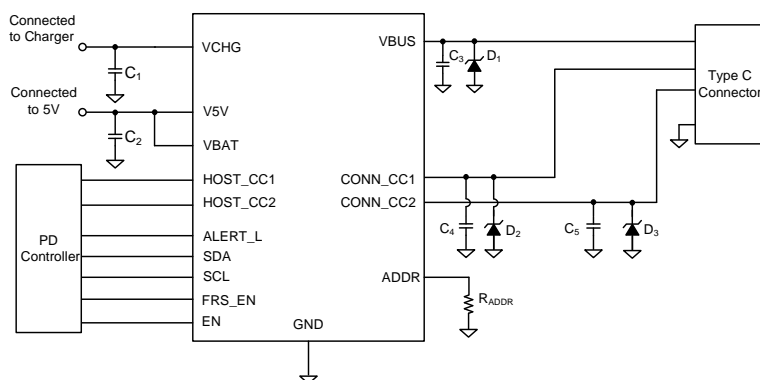 Connected
to Charger
VCHG
C1
Connected
to 5V
V5V
C2
VBAT
HOST_CC1
HOST_CC2
PD
Controller
ALERT_L
SDA
SCL
FRS_EN
EN
GND
VBUS
C3
D1
Type C
Connector
CONN_CC1
CONN_CC2
C4
D2
C5
D3
ADDR
RADDR